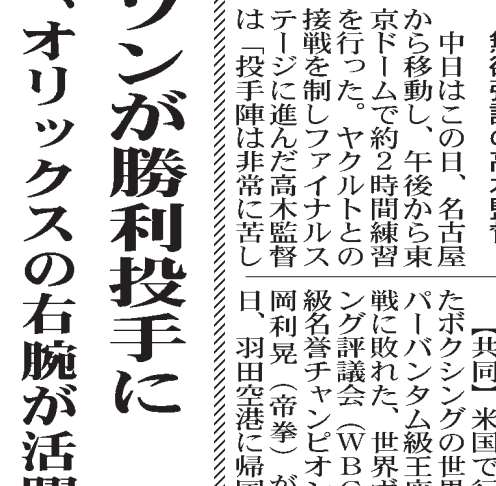 中日はこの日、名古屋
から移動し、午後から東
京ドームで約2時間練習
を行った。ヤクルトとの
接戦を制しファイナルス
テージに進んだ高木監督
は「投手陣は非常に苦し
【共同】米国で行
たボクシングの世界
パーバンタム級王座
戦に敗れた、世界ボ
ング評議会（WBC
級名誉チャンピオン
岡利晃（帝拳）が
日、羽田空港に帰国
ウンが勝利投手に
、オリックスの右腕が活躍